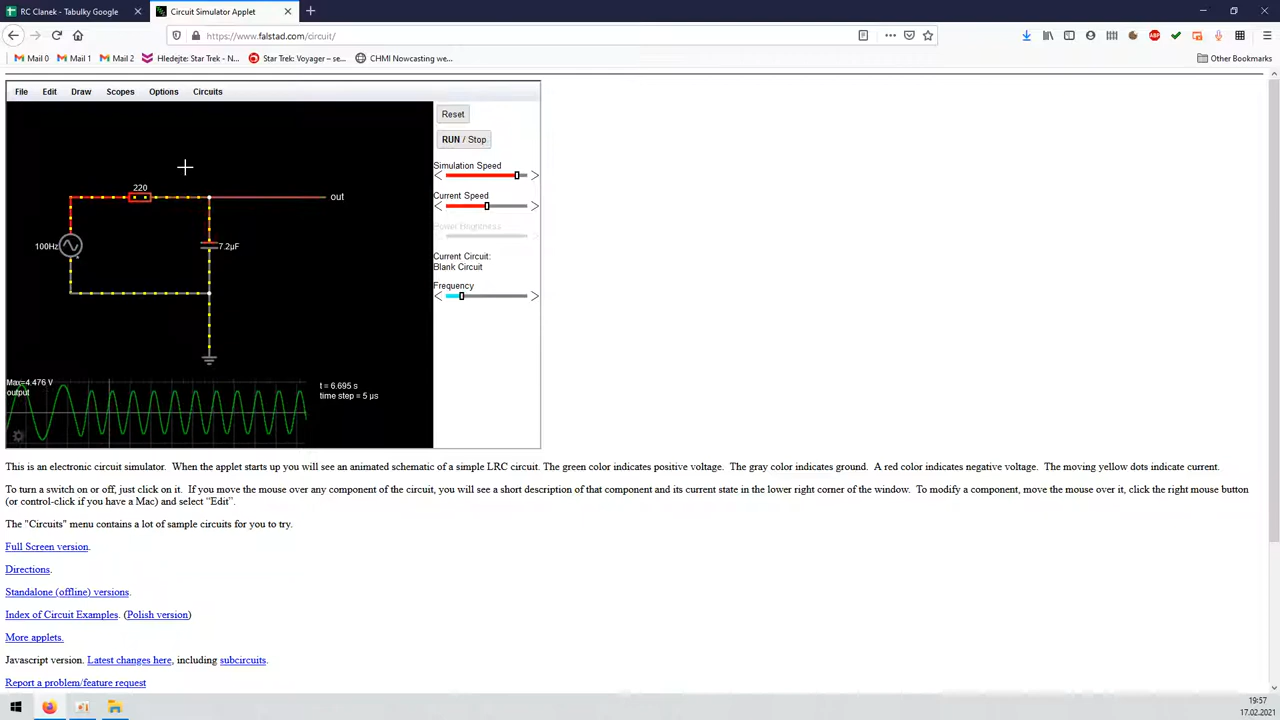 RC Clanek - Tabulky Google
Circuit Simulator Applet
https://www.falstad.com/circuit/
Mail 0
Mail 1
Mail 2
Hledejte: Star Trek - N...
Star Trek: Voyager – se...
CHMI Nowcasting we...
Other Bookmarks
File Edit Draw Scopes Options Circuits
Reset
RUN / Stop
Simulation Speed
Current Speed
Power Brightness
Current Circuit:
Blank Circuit
Frequency
220
out
100Hz
7.2μF
Max=4.476 V
output
t = 6.695 s
time step = 5 μs
This is an electronic circuit simulator. When the applet starts up you will see an animated schematic of a simple LRC circuit. The green color indicates positive voltage. The gray color indicates ground. A red color indicates negative voltage. The moving yellow dots indicate current.
To turn a switch on or off, just click on it. If you move the mouse over any component of the circuit, you will see a short description of that component and its current state in the lower right corner of the window. To modify a component, move the mouse over it, click the right mouse button
(or control-click if you have a Mac) and select “Edit”.
The "Circuits" menu contains a lot of sample circuits for you to try.
Full Screen version.
Directions.
Standalone (offline) versions.
Index of Circuit Examples. (Polish version)
More applets.
Javascript version. Latest changes here, including subcircuits.
Report a problem/feature request
19:57
17.02.2021